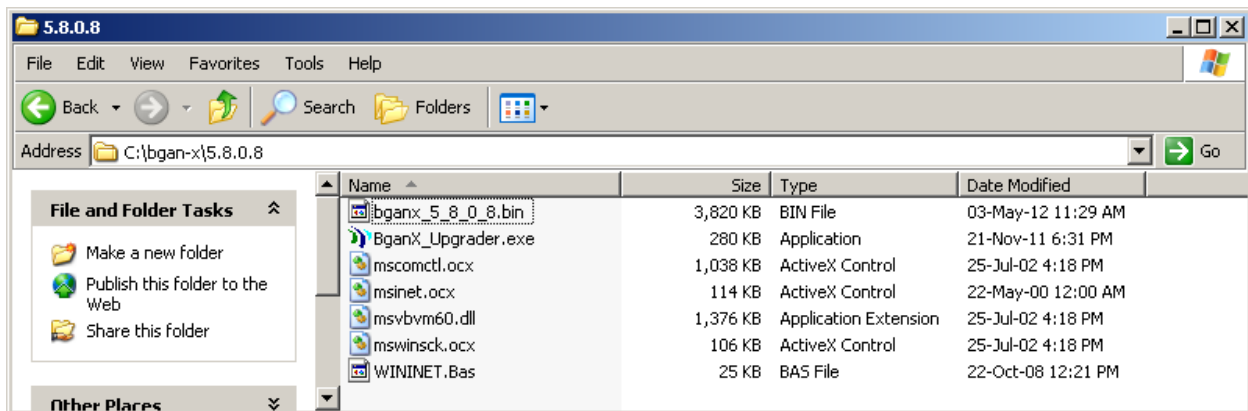 5.8.0.8
File Edit View Favorites Tools Help
Back Search Folders
Address C:\bgan-x\5.8.0.8 Go
File and Folder Tasks
Make a new folder
Publish this folder to the
Web
Share this folder
Other Places
Name Size Type Date Modified
bganx_5_8_0_8.bin 3,820 KB BIN File 03-May-12 11:29 AM
BganX_Upgrader.exe 280 KB Application 21-Nov-11 6:31 PM
mscomctl.ocx 1,038 KB ActiveX Control 25-Jul-02 4:18 PM
msinet.ocx 114 KB ActiveX Control 22-May-00 12:00 AM
msvbvm60.dll 1,376 KB Application Extension 25-Jul-02 4:18 PM
mswinsck.ocx 106 KB ActiveX Control 25-Jul-02 4:18 PM
WININET.Bas 25 KB BAS File 22-Oct-08 12:21 PM